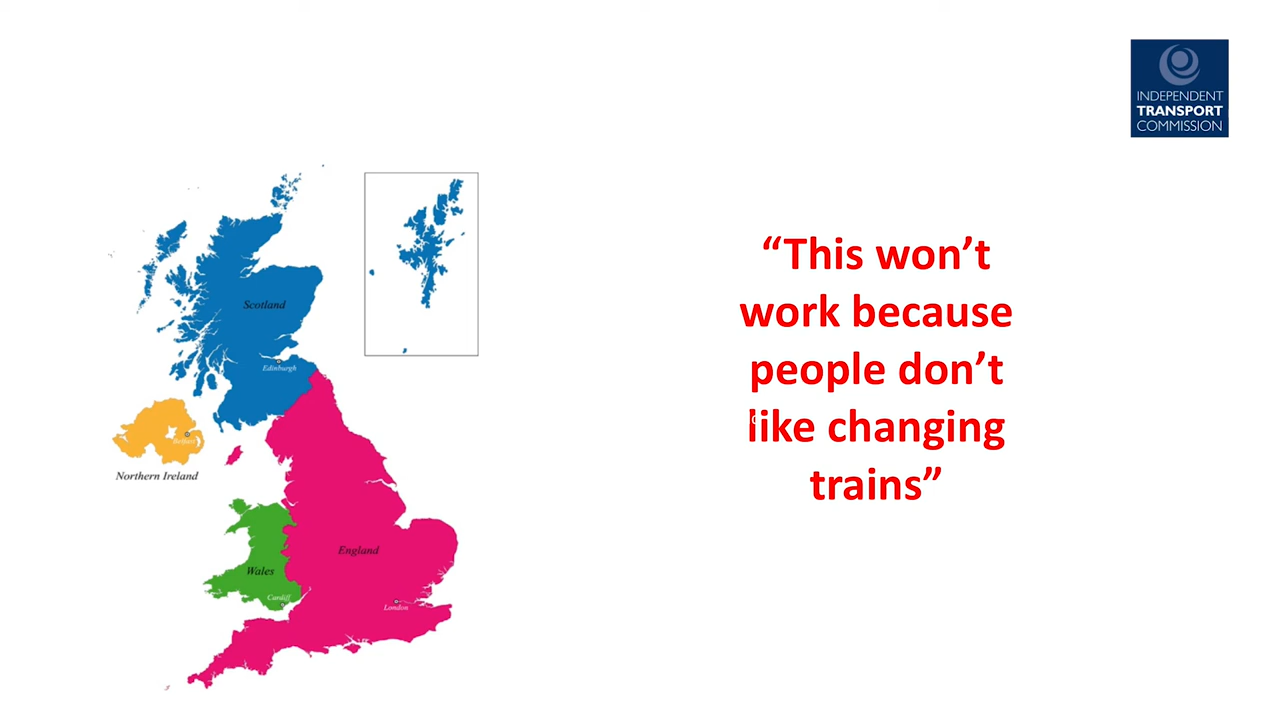 INDEPENDENT
TRANSPORT
COMMISSION
Scotland
Edinburgh
Belfast
Northern Ireland
England
Wales
Cardiff
London
“This won’t
work because
people don’t
like changing
trains”